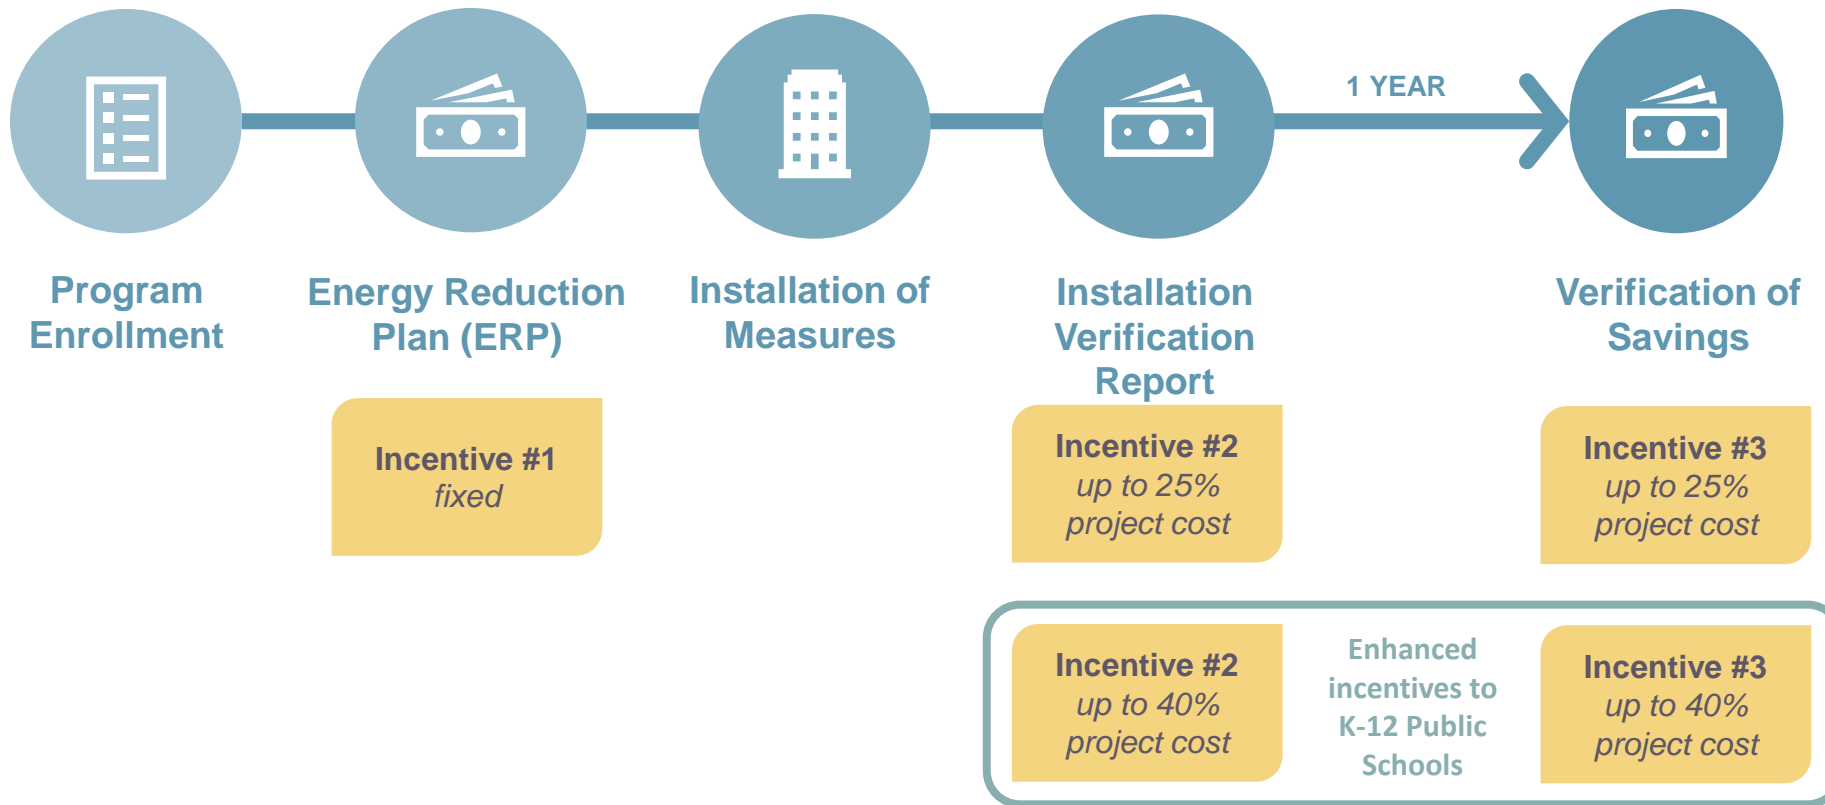 1 YEAR
Program
Enrollment
Energy Reduction
Plan (ERP)
Installation of
Measures
Installation
Verification
Report
Verification of
Savings
Incentive #1
fixed
Incentive #2
up to 25%
project cost
Incentive #3
up to 25%
project cost
Incentive #2
up to 40%
project cost
Enhanced
incentives to
K-12 Public
Schools
Incentive #3
up to 40%
project cost